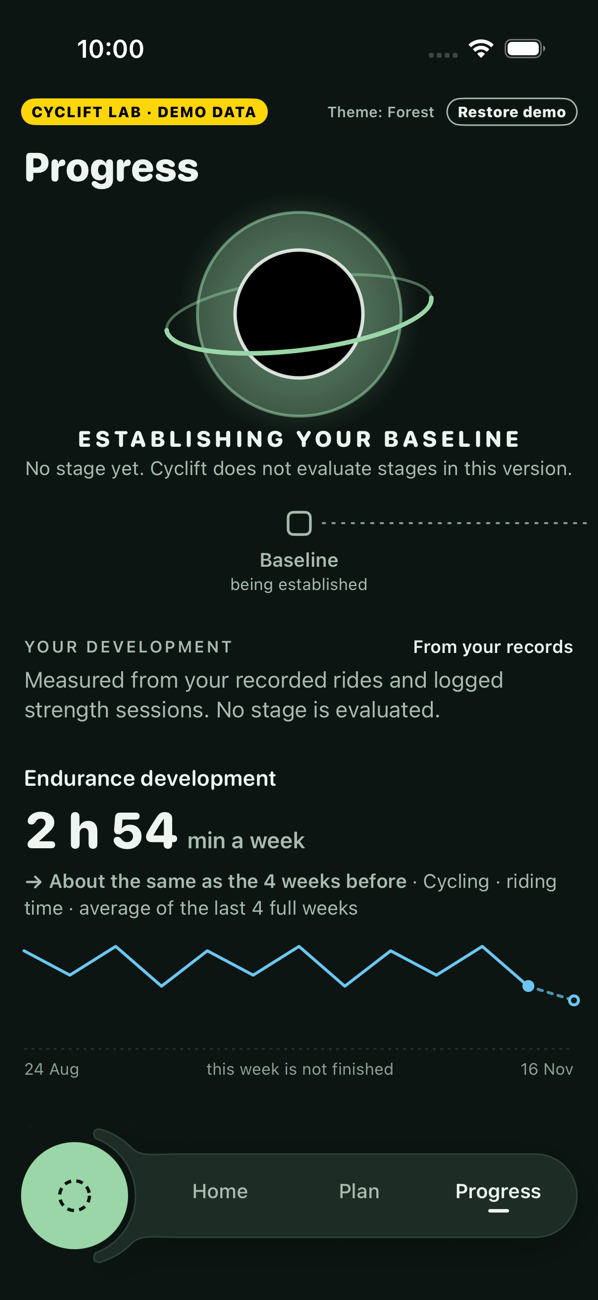 10:00
CYCLIFT LAB · DEMO DATA
Theme: Forest
Restore demo
Progress
ESTABLISHING YOUR BASELINE
No stage yet. Cyclift does not evaluate stages in this version.
Baseline
being established
YOUR DEVELOPMENT
From your records
Measured from your recorded rides and logged
strength sessions. No stage is evaluated.
Endurance development
2 h 54 min a week
→ About the same as the 4 weeks before · Cycling · riding
time · average of the last 4 full weeks
24 Aug
this week is not finished
16 Nov
Home
Plan
Progress